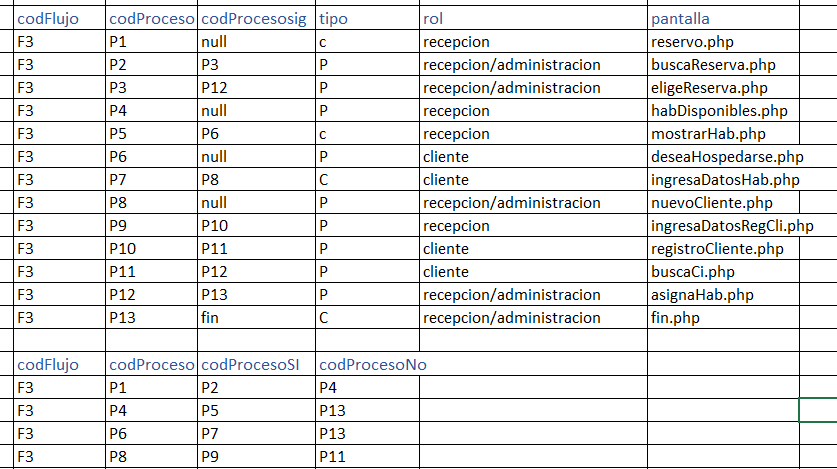 codFlujo codProceso codProcesosig tipo rol pantalla
F3 P1 null c recepcion reservo.php
F3 P2 P3 P recepcion/administracion buscaReserva.php
F3 P3 P12 P recepcion/administracion eligeReserva.php
F3 P4 null P recepcion habDisponibles.php
F3 P5 P6 c recepcion mostrarHab.php
F3 P6 null P cliente deseaHospedarse.php
F3 P7 P8 C cliente ingresaDatosHab.php
F3 P8 null P recepcion/administracion nuevoCliente.php
F3 P9 P10 P recepcion ingresaDatosRegCli.php
F3 P10 P11 P cliente registroCliente.php
F3 P11 P12 P cliente buscaCi.php
F3 P12 P13 P recepcion/administracion asignaHab.php
F3 P13 fin C recepcion/administracion fin.php
codFlujo codProceso codProcesoSI codProcesoNo
F3 P1 P2 P4
F3 P4 P5 P13
F3 P6 P7 P13
F3 P8 P9 P11